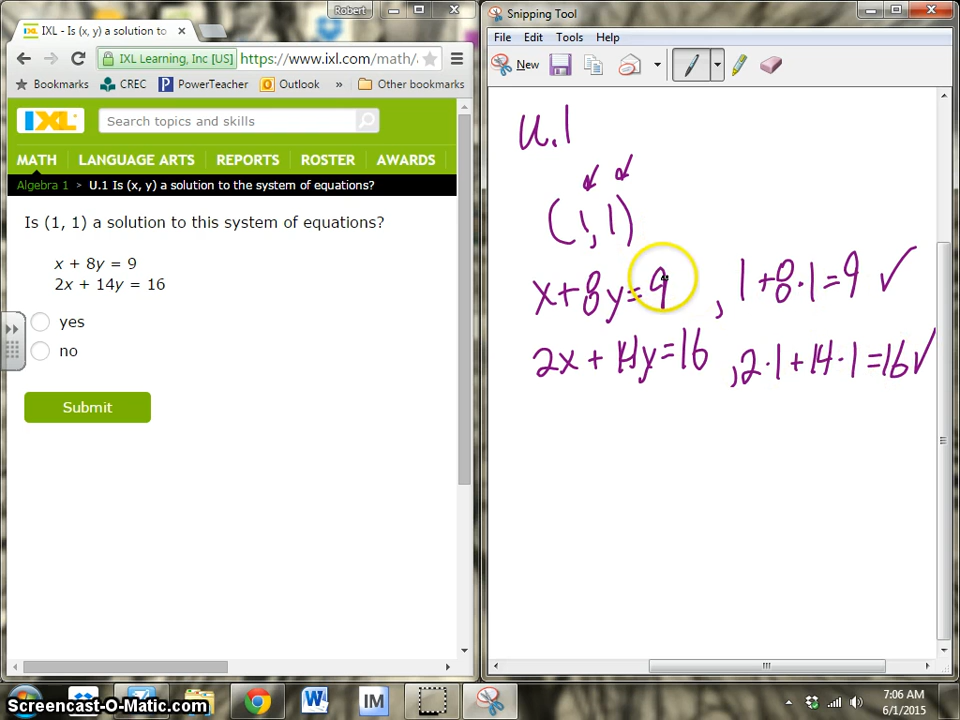 Robert
IXL - Is (x, y) a solution to
IXL Learning, Inc [US] https://www.ixl.com/math/
Bookmarks CREC PowerTeacher Outlook » Other bookmarks
IXL Search topics and skills
MATH LANGUAGE ARTS REPORTS ROSTER AWARDS
Algebra 1 > U.1 Is (x, y) a solution to the system of equations?
Is (1, 1) a solution to this system of equations?
x + 8y = 9
2x + 14y = 16
yes
no
Submit
Snipping Tool
File Edit Tools Help
New
U.1
(1,1)
x+8y=9 , 1+8·1=9 ✓
2x+14y=16 , 2·1+14·1=16 ✓
W IM
Screencast-O-Matic.com
7:06 AM
6/1/2015